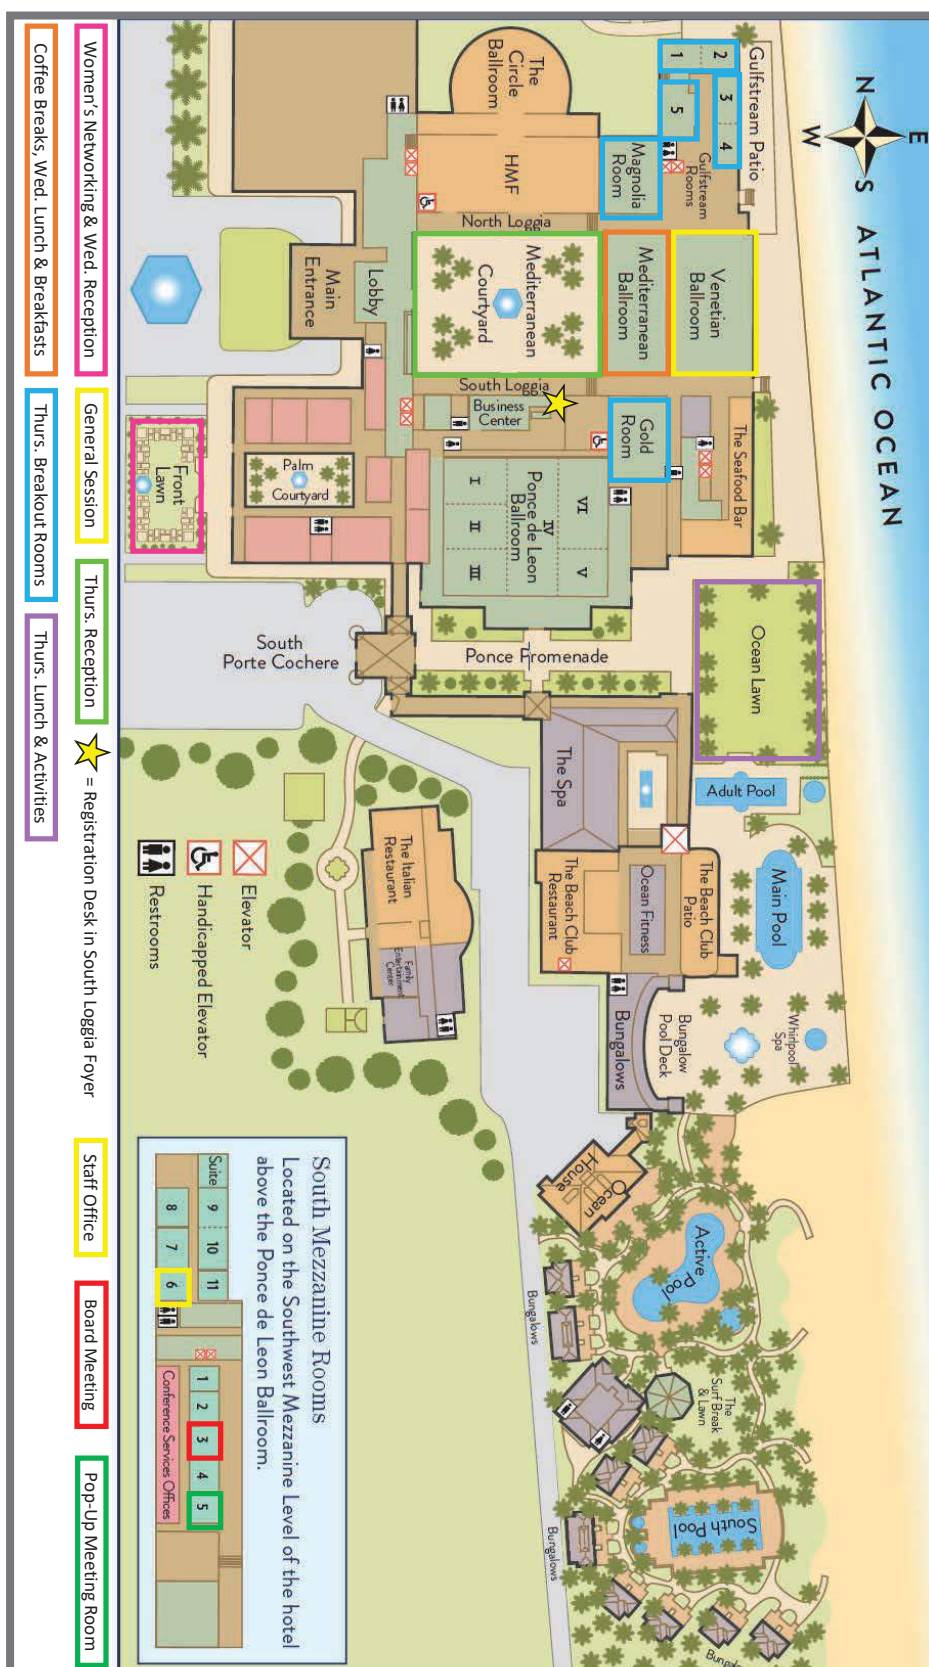 N
E
S
W
ATLANTIC OCEAN
Gulfstream Patio
1
2
3
4
5
Gulfstream
Rooms
The
Circle
Ballroom
HMF
Magnolia
Room
North Loggia
Mediterranean
Courtyard
Mediterranean
Ballroom
Venetian
Ballroom
Main
Entrance
Lobby
South Loggia
Business
Center
Gold
Room
The Seafood Bar
Front
Lawn
Palm
Courtyard
I
II
III
IV
V
VI
Ponce de Leon
Ballroom
Ocean Lawn
South
Porte Cochere
Ponce Promenade
The Spa
Adult Pool
Main Pool
The Beach Club
Restaurant
Ocean Fitness
The Beach Club
Patio
Whirlpool
Spa
Bungalow
Pool Deck
Bungalows
The Italian
Restaurant
Family
Entertainment
Center
Ocean
House
Active
Pool
Bungalows
The
Surf Break
& Lawn
South Pool
Bungalows
Elevator
Handicapped Elevator
Restrooms
South Mezzanine Rooms
Located on the Southwest Mezzanine Level of the hotel
above the Ponce de Leon Ballroom.
Suite
9
10
11
8
7
6
1
2
3
4
5
Conference Services Offices
Women's Networking & Wed. Reception
General Session
Thurs. Reception
= Registration Desk in South Loggia Foyer
Staff Office
Board Meeting
Pop-Up Meeting Room
Coffee Breaks, Wed. Lunch & Breakfasts
Thurs. Breakout Rooms
Thurs. Lunch & Activities